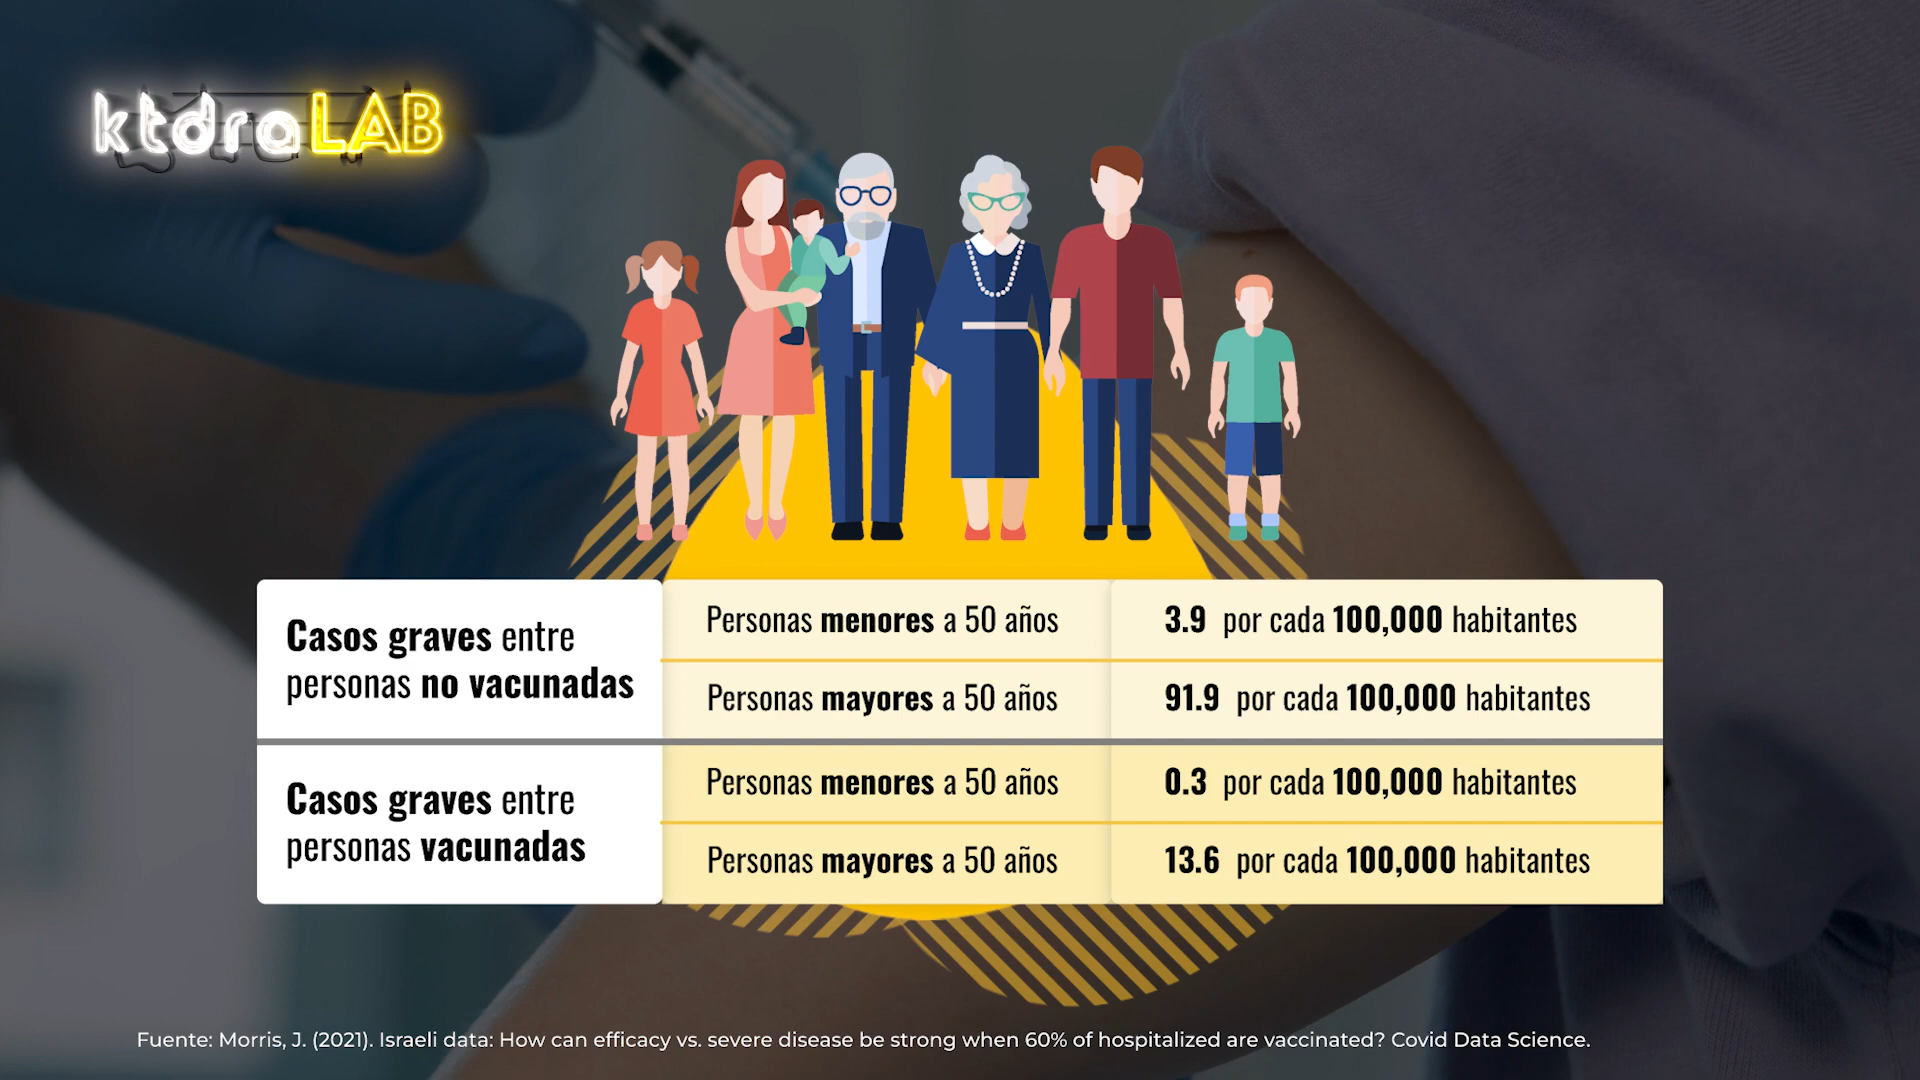 ktdraLAB
Casos graves entre
personas no vacunadas
Personas menores a 50 años
3.9 por cada 100,000 habitantes
Personas mayores a 50 años
91.9 por cada 100,000 habitantes
Casos graves entre
personas vacunadas
Personas menores a 50 años
0.3 por cada 100,000 habitantes
Personas mayores a 50 años
13.6 por cada 100,000 habitantes
Fuente: Morris, J. (2021). Israeli data: How can efficacy vs. severe disease be strong when 60% of hospitalized are vaccinated? Covid Data Science.